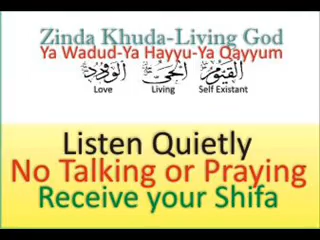 Zinda Khuda-Living God
Ya Wadud-Ya Hayyu-Ya Qayyum
الودود الحي القيوم
Love Living Self Existant
Listen Quietly
No Talking or Praying
Receive your Shifa